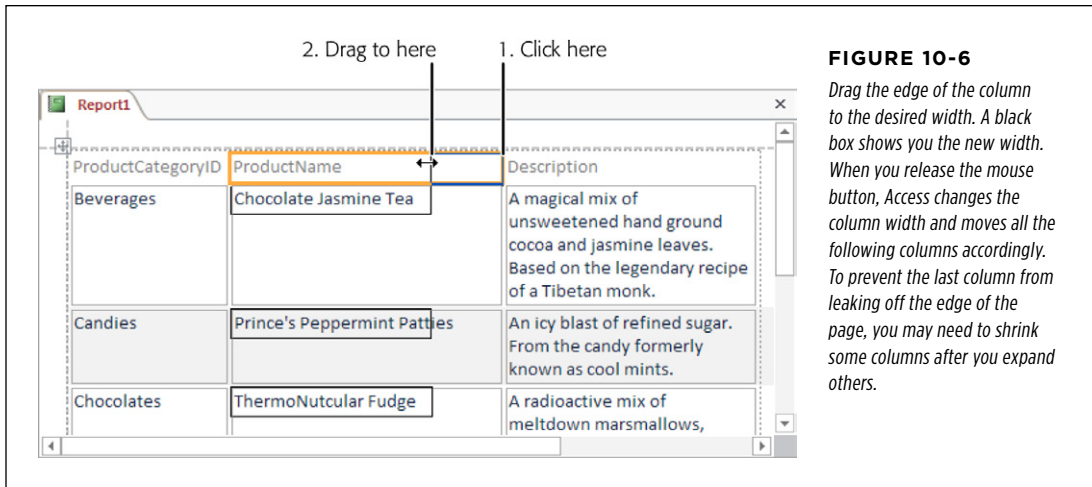 2. Drag to here
1. Click here
Report1
ProductCategoryID ProductName Description
Beverages
Chocolate Jasmine Tea
A magical mix of
unsweetened hand ground
cocoa and jasmine leaves.
Based on the legendary recipe
of a Tibetan monk.
Candies
Prince's Peppermint Patties
An icy blast of refined sugar.
From the candy formerly
known as cool mints.
Chocolates
ThermoNutcular Fudge
A radioactive mix of
meltdown marsmallows,
FIGURE 10-6
Drag the edge of the column
to the desired width. A black
box shows you the new width.
When you release the mouse
button, Access changes the
column width and moves all the
following columns accordingly.
To prevent the last column from
leaking off the edge of the
page, you may need to shrink
some columns after you expand
others.